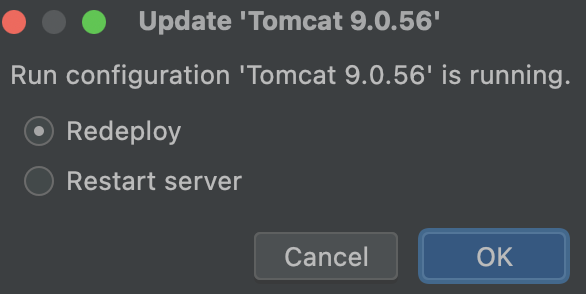 Update 'Tomcat 9.0.56'
Run configuration 'Tomcat 9.0.56' is running.
Redeploy
Restart server
Cancel OK